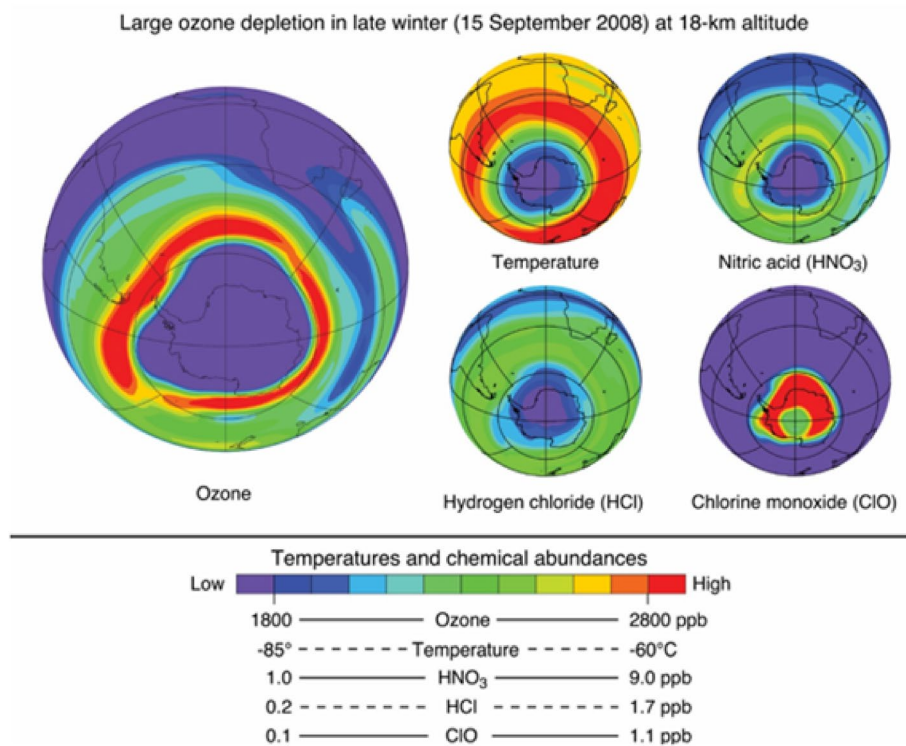 Large ozone depletion in late winter (15 September 2008) at 18-km altitude
Ozone
Temperature
Nitric acid (HNO₃)
Hydrogen chloride (HCl)
Chlorine monoxide (ClO)
Temperatures and chemical abundances
Low High
1800 Ozone 2800 ppb
-85° Temperature -60°C
1.0 HNO₃ 9.0 ppb
0.2 HCl 1.7 ppb
0.1 ClO 1.1 ppb